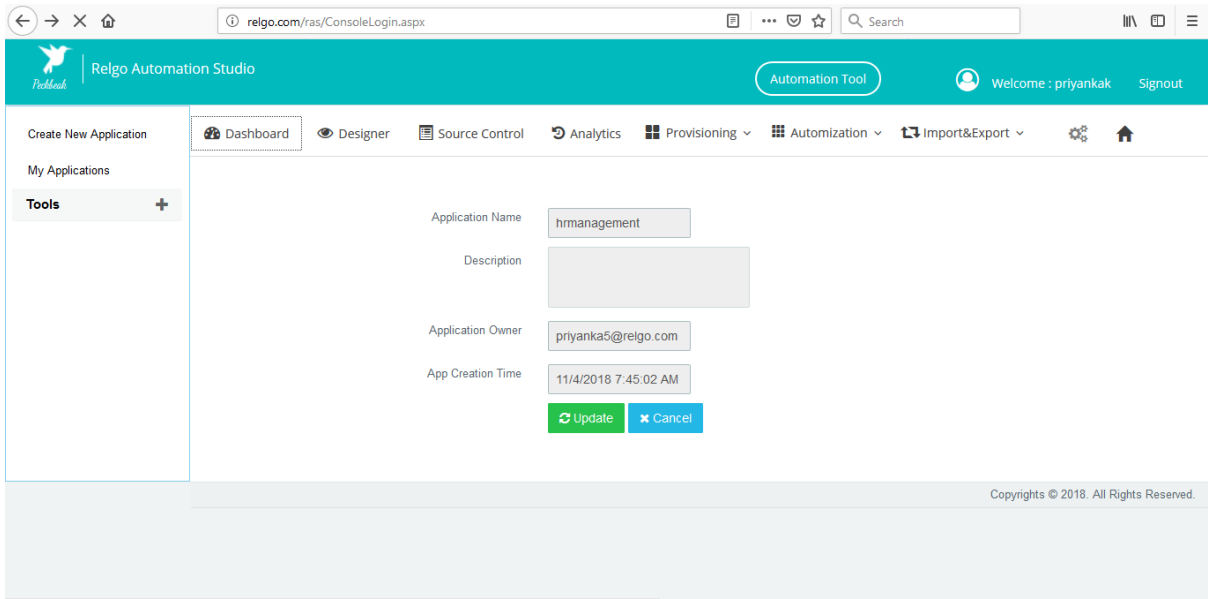 relgo.com/ras/ConsoleLogin.aspx
Search
Peckbeak
Relgo Automation Studio
Automation Tool
Welcome : priyankak
Signout
Create New Application
My Applications
Tools
Dashboard
Designer
Source Control
Analytics
Provisioning
Automization
Import&Export
Application Name
hrmanagement
Description
Application Owner
priyanka5@relgo.com
App Creation Time
11/4/2018 7:45:02 AM
Update
Cancel
Copyrights © 2018. All Rights Reserved.